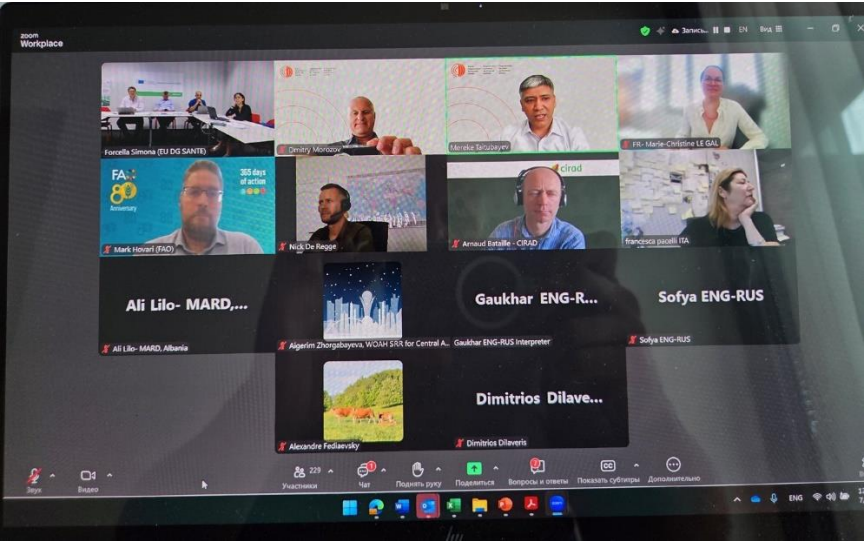 zoom
Workplace
Запись...
EN
Вид
Forcella Simona (EU DG SANTE)
Dmitry Morozov
Mereke Taitubayev
FR- Marie-Christine LE GAL
FAO
80
Anniversary
365 days
of action
Mark Hovari (FAO)
Nick De Regge
cirad
Arnaud Bataille - CIRAD
francesca pacelli ITA
Ali Lilo- MARD,...
Ali Lilo- MARD, Albania
Aigerim Zhorgabayeva, WOAH SRR for Central A...
Gaukhar ENG-R...
Gaukhar ENG-RUS Interpreter
Sofya ENG-RUS
Sofya ENG-RUS
Alexandre Fediaevsky
Dimitrios Dilave...
Dimitrios Dilaveris
Звук
Видео
229
Участники
1
Чат
Поднять руку
Поделиться
Вопросы и ответы
CC
Показать субтитры
Дополнительно
ENG